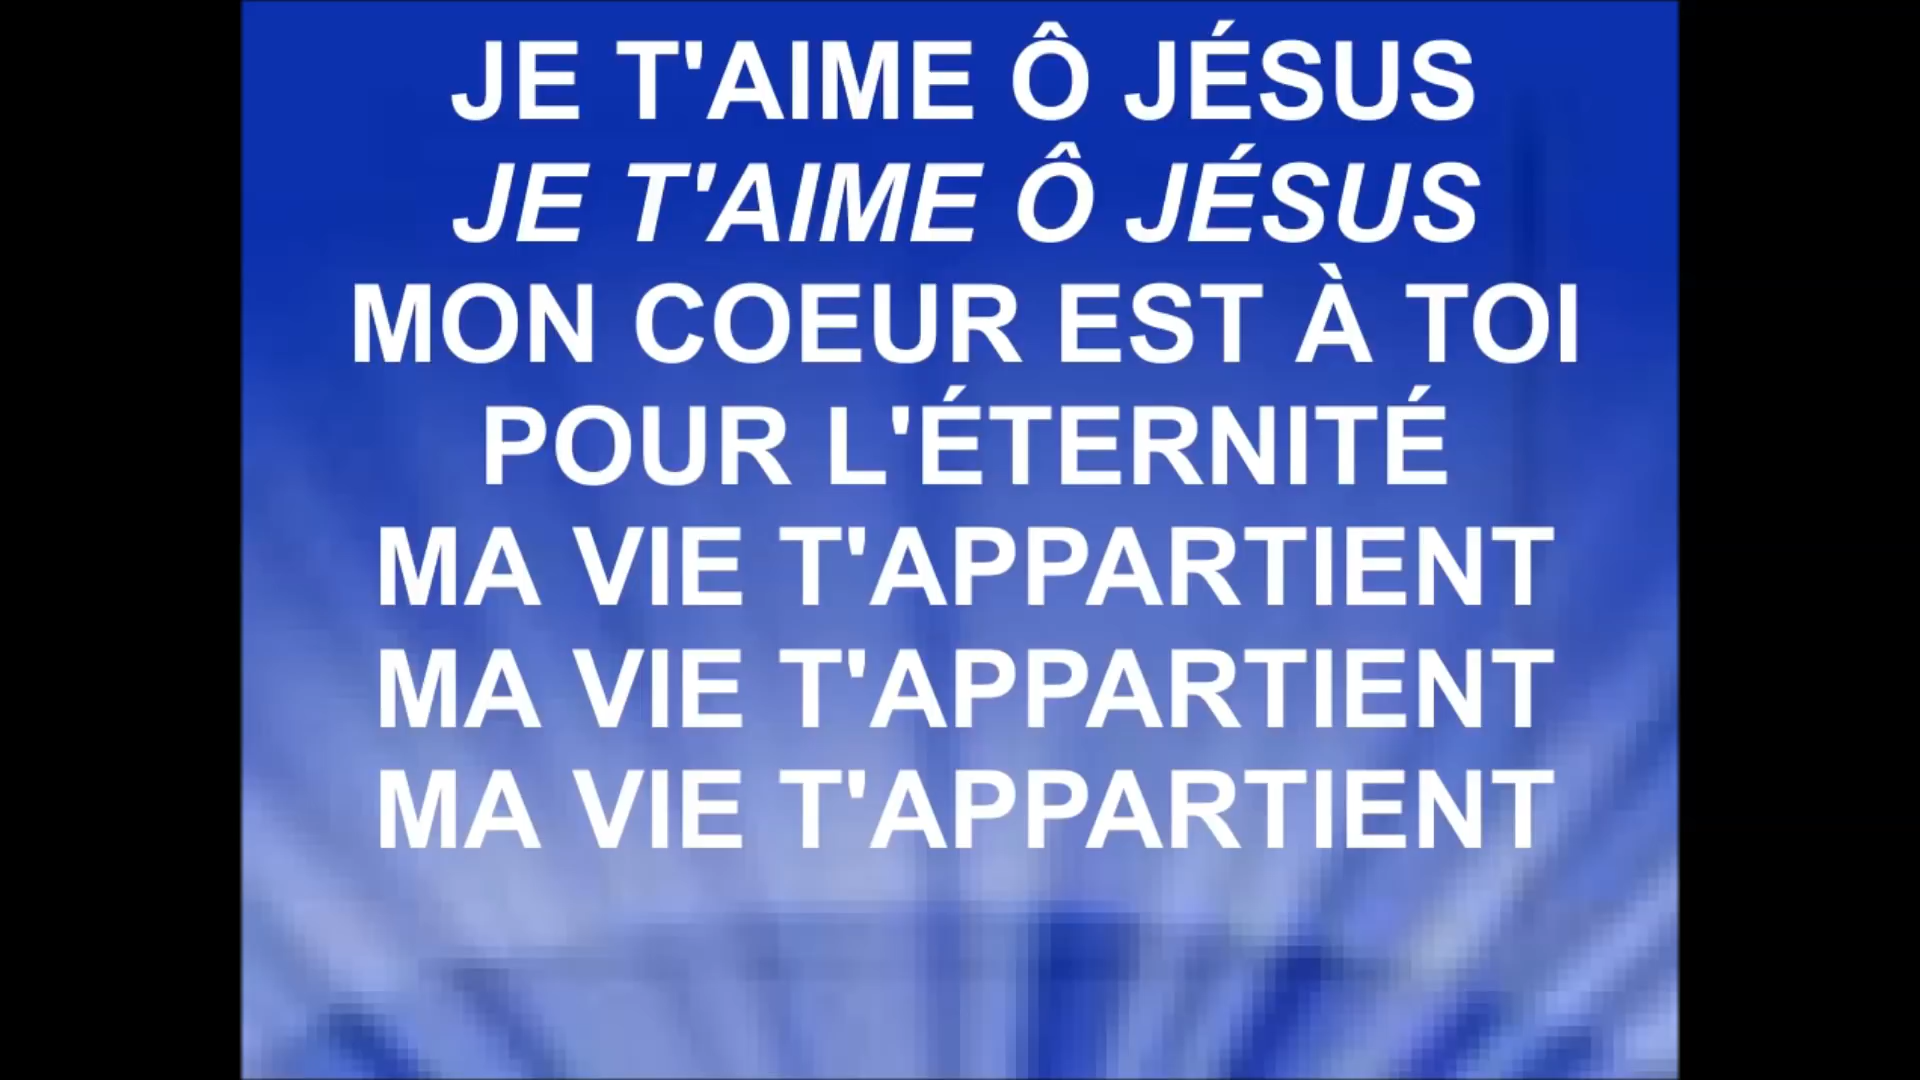 JE T'AIME Ô JÉSUS
JE T'AIME Ô JÉSUS
MON COEUR EST À TOI
POUR L'ÉTERNITÉ
MA VIE T'APPARTIENT
MA VIE T'APPARTIENT
MA VIE T'APPARTIENT